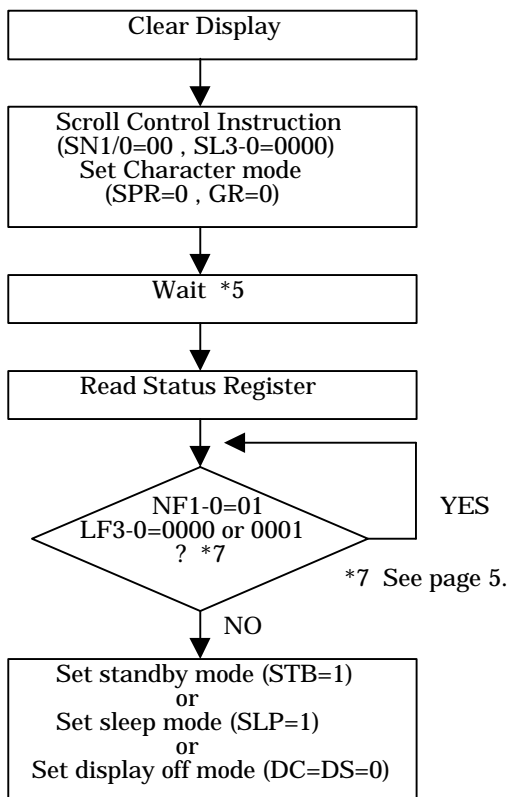 Clear Display
Scroll Control Instruction
(SN1/0=00 , SL3-0=0000)
Set Character mode
(SPR=0 , GR=0)
Wait *5
Read Status Register
NF1-0=01
LF3-0=0000 or 0001
? *7
YES
*7 See page 5.
NO
Set standby mode (STB=1)
or
Set sleep mode (SLP=1)
or
Set display off mode (DC=DS=0)